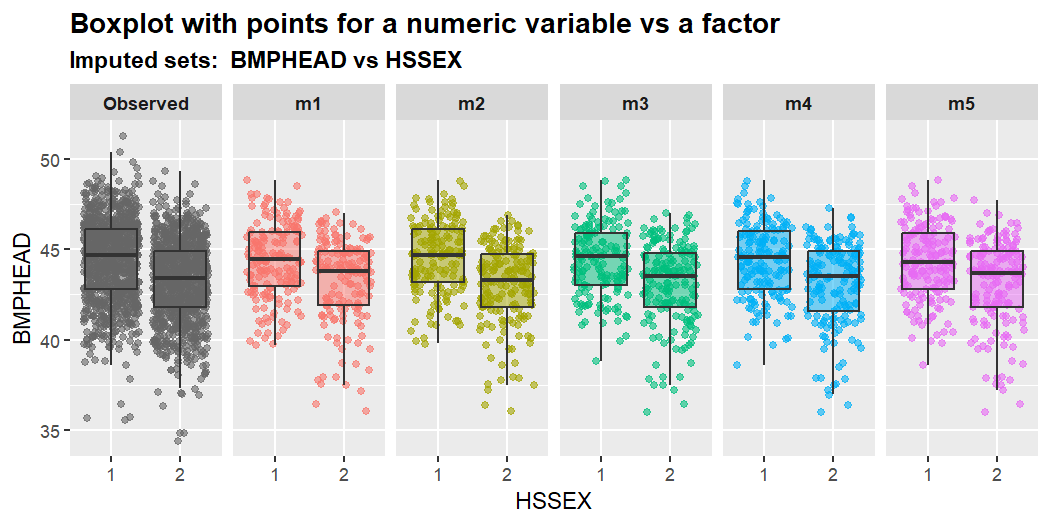 Boxplot with points for a numeric variable vs a factor
Imputed sets:  BMPHEAD vs HSSEX
Observed m1 m2 m3 m4 m5
BMPHEAD
50
45
40
35
1 2 1 2 1 2 1 2 1 2 1 2
HSSEX